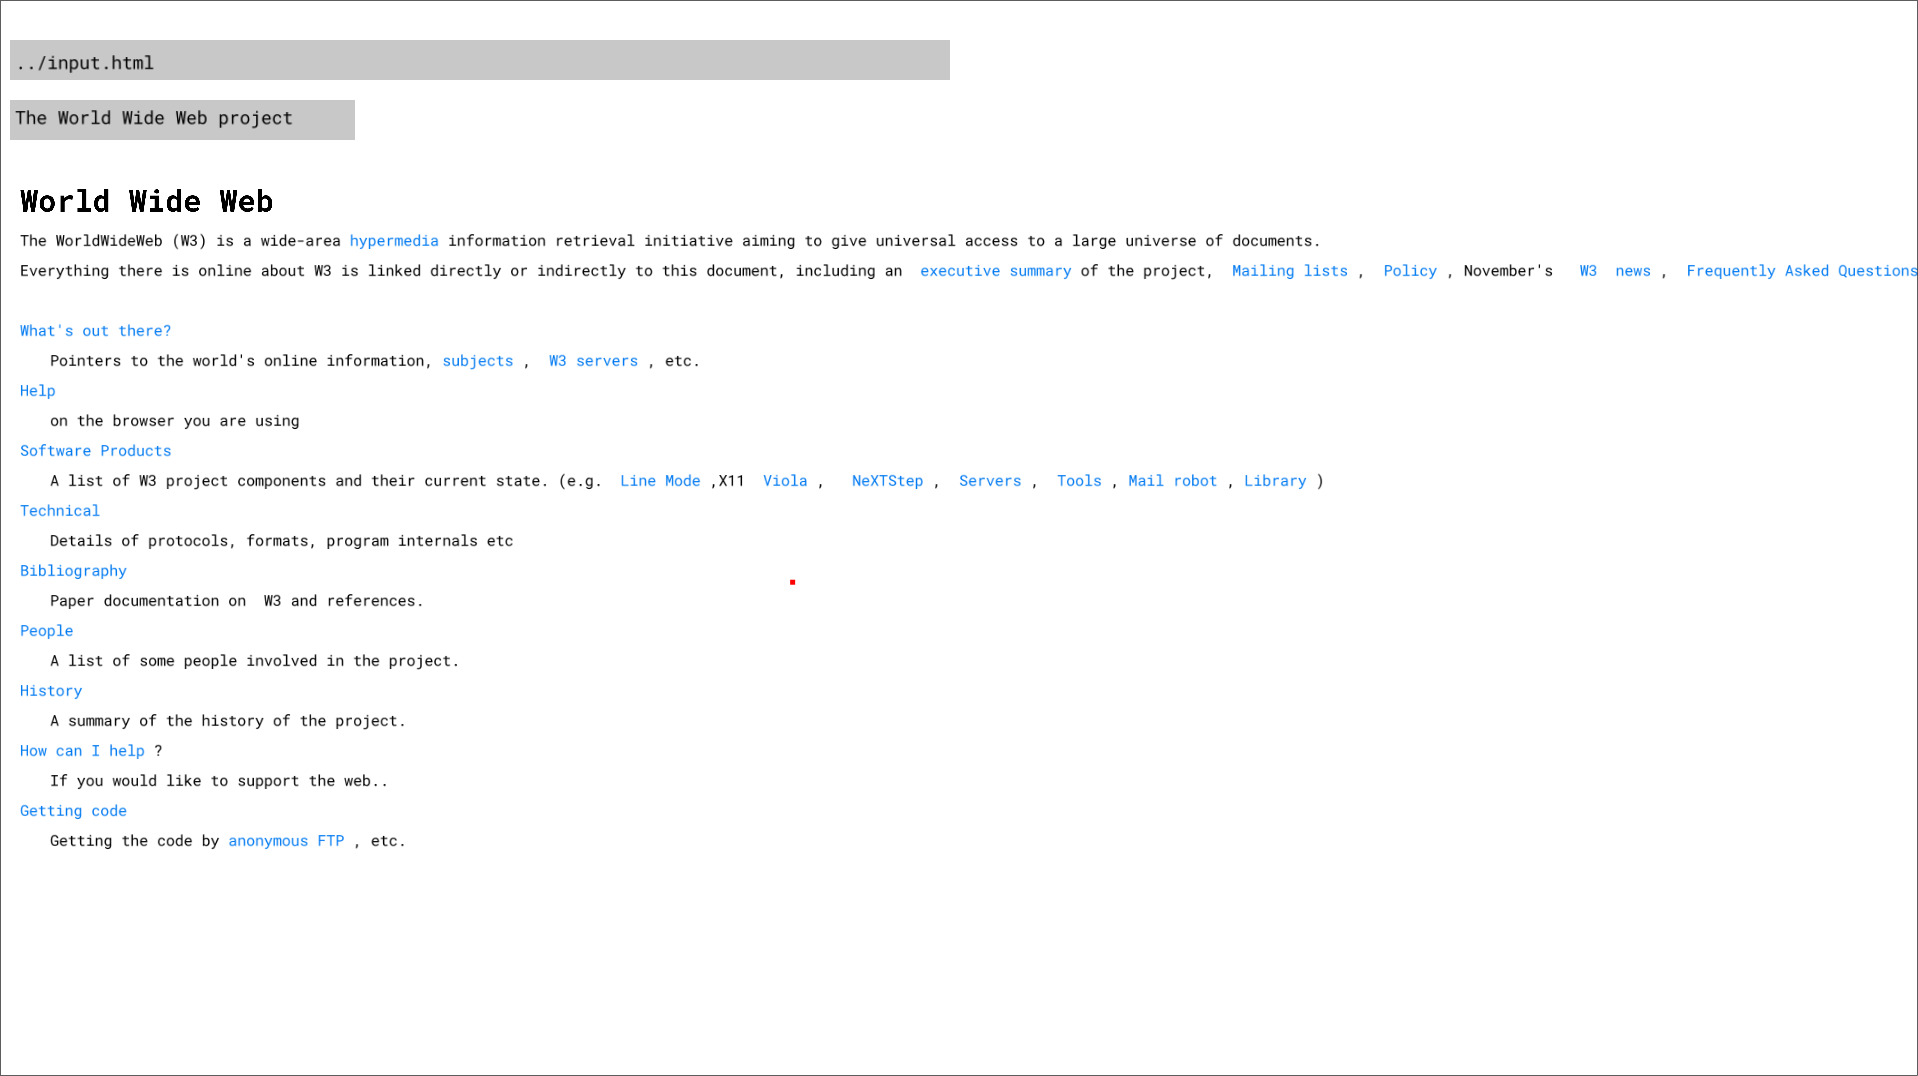 ../input.html
The World Wide Web project
World Wide Web
The WorldWideWeb (W3) is a wide-area hypermedia information retrieval initiative aiming to give universal access to a large universe of documents.
Everything there is online about W3 is linked directly or indirectly to this document, including an  executive summary of the project,  Mailing lists ,  Policy , November's   W3  news ,  Frequently Asked Questions
What's out there?
Pointers to the world's online information, subjects ,  W3 servers , etc.
Help
on the browser you are using
Software Products
A list of W3 project components and their current state. (e.g.  Line Mode ,X11  Viola ,   NeXTStep ,  Servers ,  Tools , Mail robot , Library )
Technical
Details of protocols, formats, program internals etc
Bibliography
Paper documentation on  W3 and references.
People
A list of some people involved in the project.
History
A summary of the history of the project.
How can I help ?
If you would like to support the web..
Getting code
Getting the code by anonymous FTP , etc.